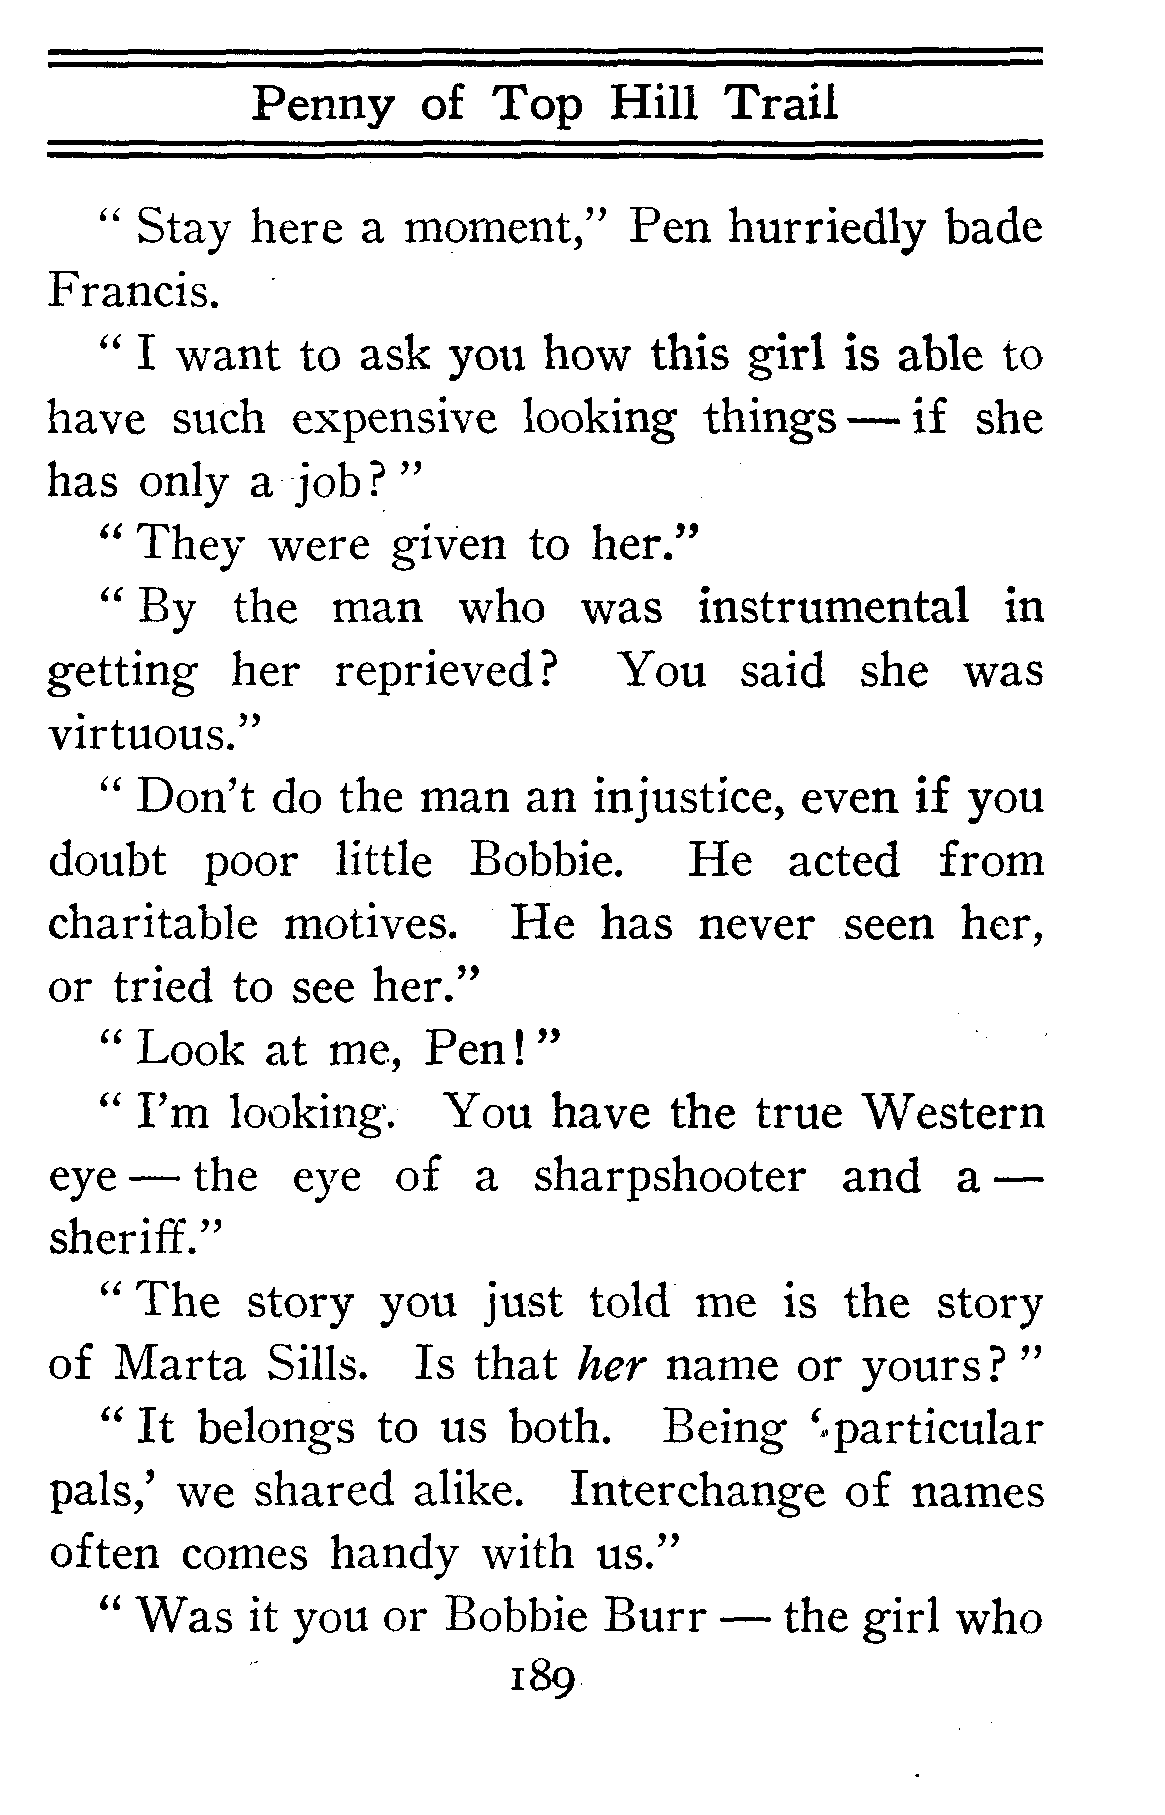 Penny of Top Hill Trail
" Stay here a moment," Pen hurriedly bade
Francis.
" I want to ask you how this girl is able to
have such expensive looking things — if she
has only a job? "
" They were given to her."
" By the man who was instrumental in
getting her reprieved? You said she was
virtuous."
" Don't do the man an injustice, even if you
doubt poor little Bobbie. He acted from
charitable motives. He has never seen her,
or tried to see her."
" Look at me, Pen! "
" I'm looking. You have the true Western
eye — the eye of a sharpshooter and a —
sheriff."
" The story you just told me is the story
of Marta Sills. Is that her name or yours? "
" It belongs to us both. Being ' particular
pals,' we shared alike. Interchange of names
often comes handy with us."
" Was it you or Bobbie Burr — the girl who
189